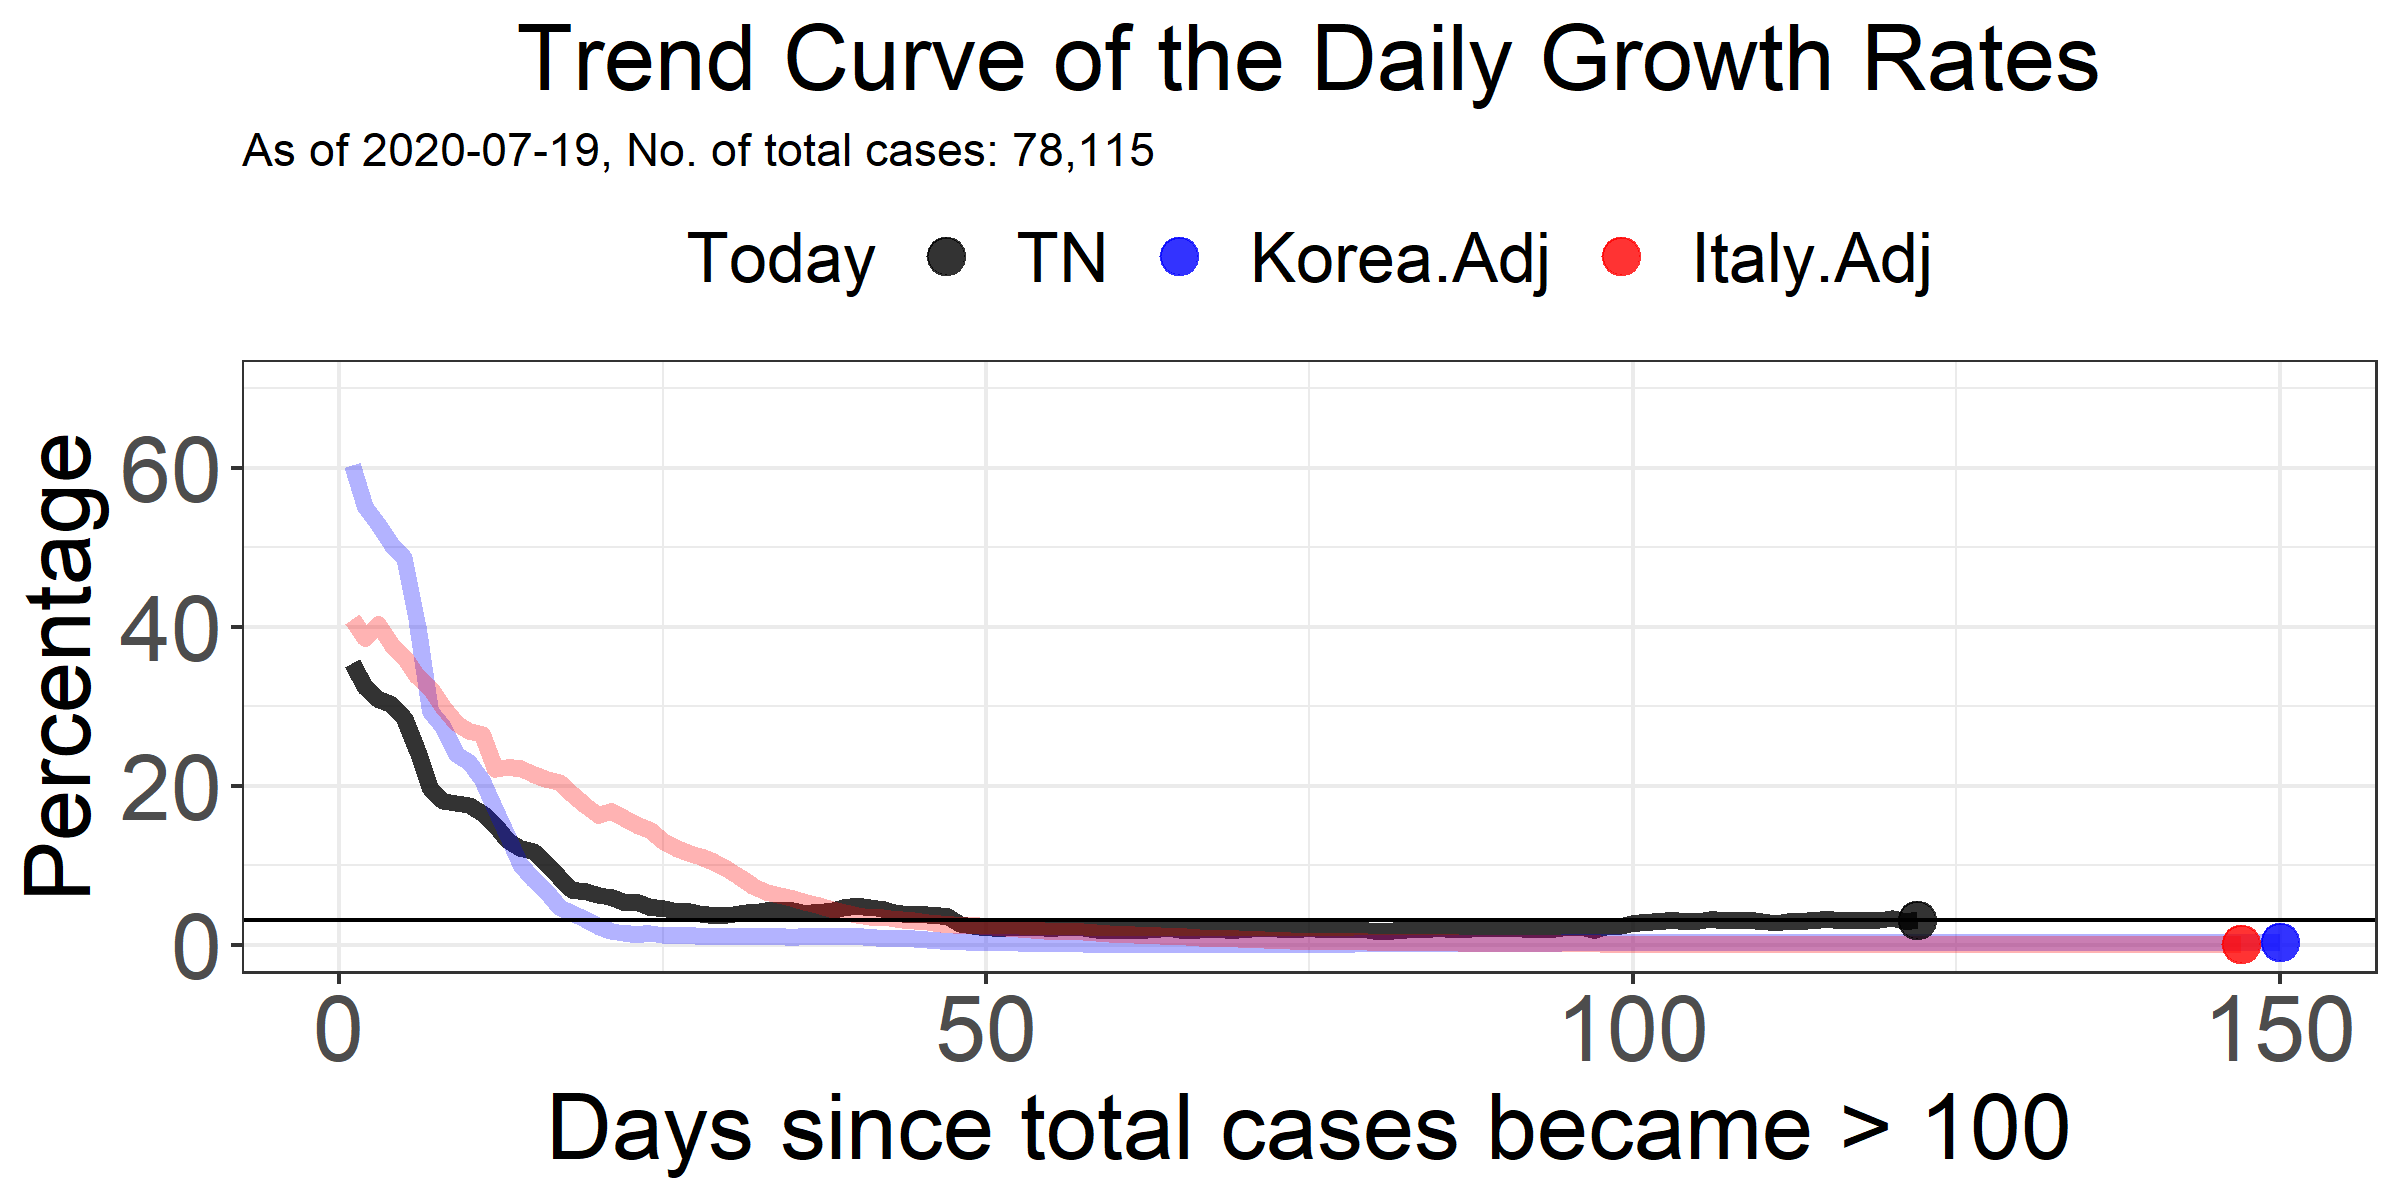 Trend Curve of the Daily Growth Rates
As of 2020-07-19, No. of total cases: 78,115
Today TN Korea.Adj Italy.Adj
Percentage
60
40
20
0
0 50 100 150
Days since total cases became > 100